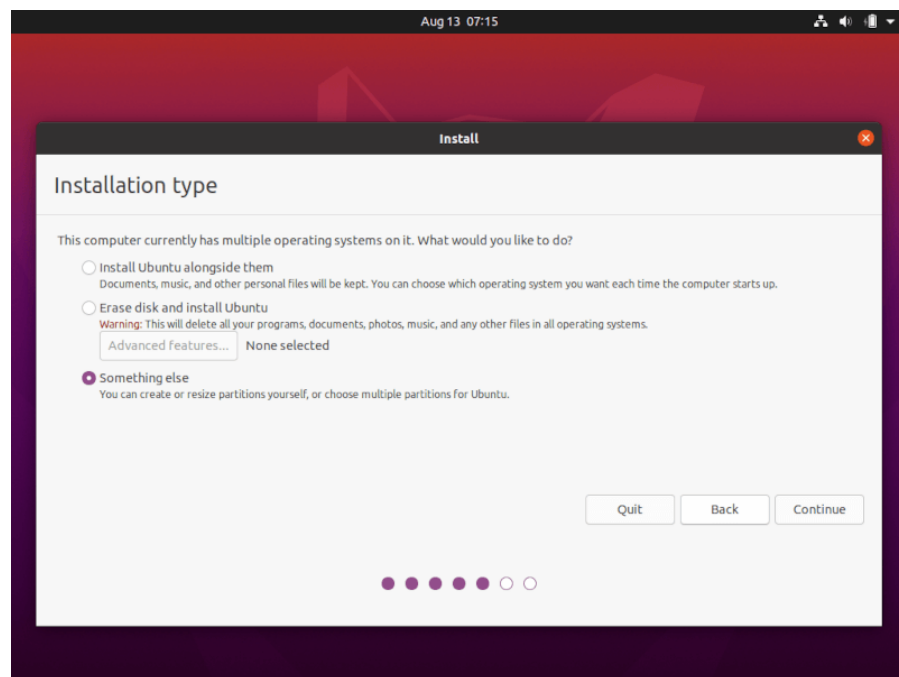 Aug 13 07:15
Install
Installation type
This computer currently has multiple operating systems on it. What would you like to do?
Install Ubuntu alongside them
Documents, music, and other personal files will be kept. You can choose which operating system you want each time the computer starts up.
Erase disk and install Ubuntu
Warning: This will delete all your programs, documents, photos, music, and any other files in all operating systems.
Advanced features... None selected
Something else
You can create or resize partitions yourself, or choose multiple partitions for Ubuntu.
Quit Back Continue